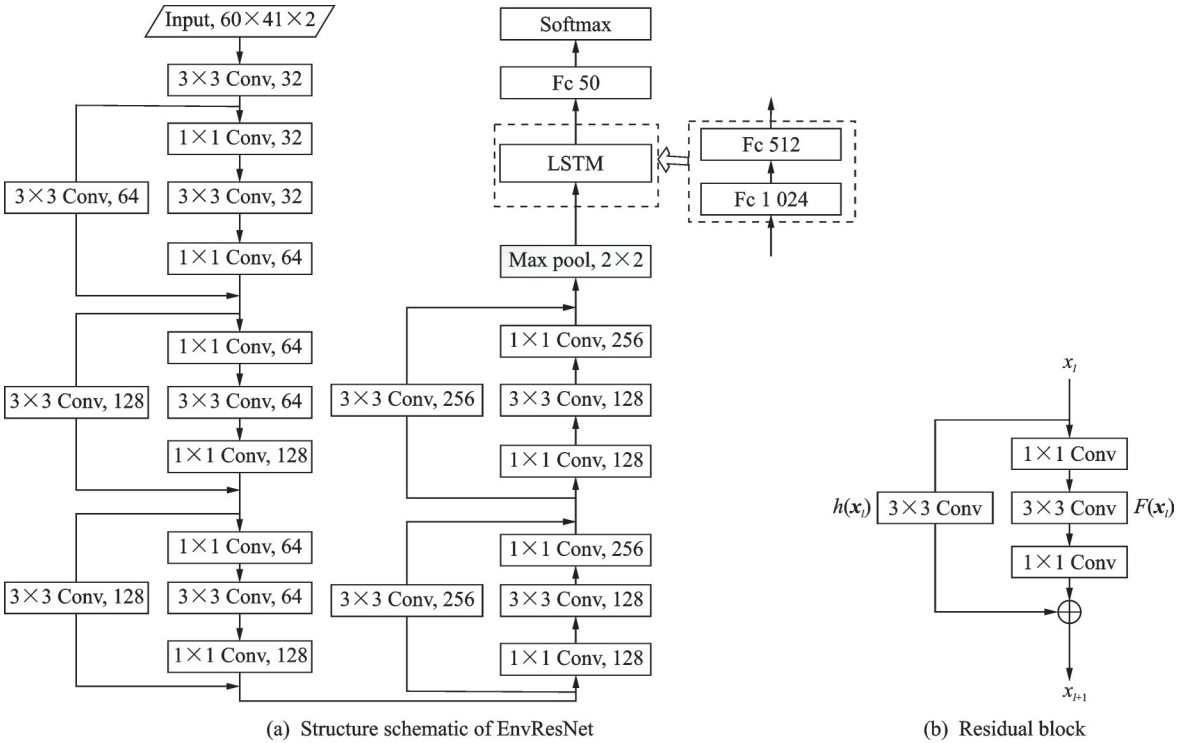 Input, 60×41×2
3×3 Conv, 32
1×1 Conv, 32
3×3 Conv, 64
3×3 Conv, 32
1×1 Conv, 64
1×1 Conv, 64
3×3 Conv, 128
3×3 Conv, 64
1×1 Conv, 128
1×1 Conv, 64
3×3 Conv, 128
3×3 Conv, 64
1×1 Conv, 128
Softmax
Fc 50
LSTM
Max pool, 2×2
1×1 Conv, 256
3×3 Conv, 256
3×3 Conv, 128
1×1 Conv, 128
1×1 Conv, 256
3×3 Conv, 256
3×3 Conv, 128
1×1 Conv, 128
Fc 512
Fc 1 024
(a) Structure schematic of EnvResNet
x_l
1×1 Conv
h(x_l)
3×3 Conv
3×3 Conv
F(x_l)
1×1 Conv
x_{l+1}
(b) Residual block